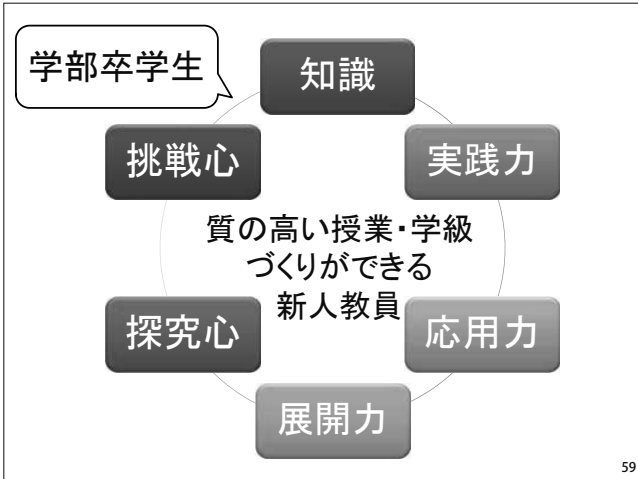 学部卒学生
知識
挑戦心
実践力
質の高い授業・学級
づくりができる
新人教員
探究心
応用力
展開力
59